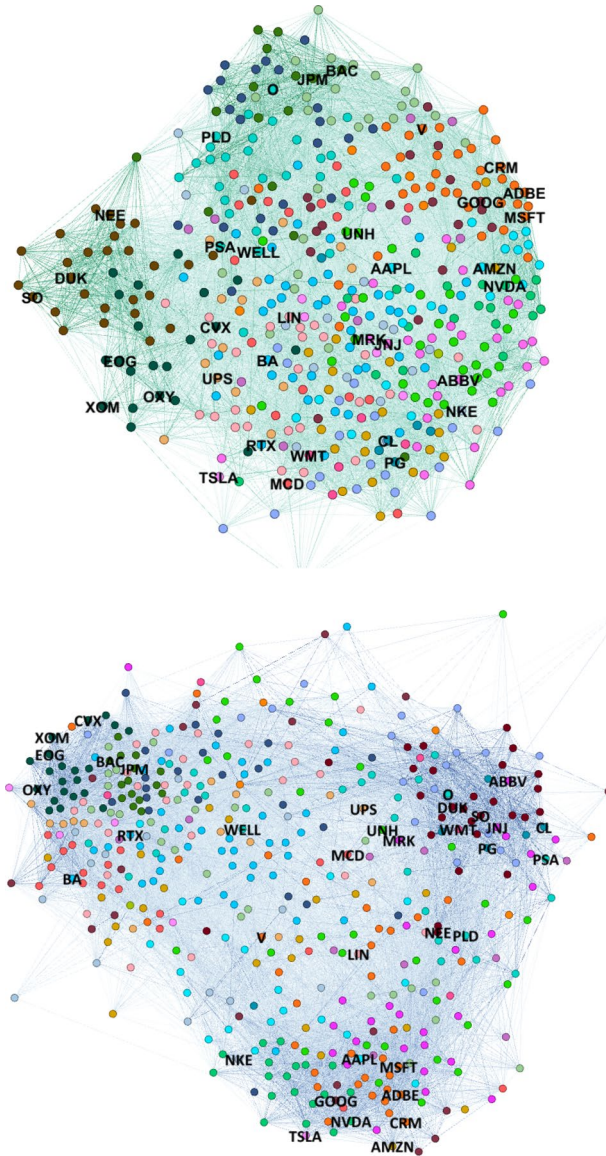 BAC
JPM
O
V
PLD
CRM
ADBE
GOOG
MSFT
NEE
UNH
PSA
WELL
AAPL
AMZN
DUK
NVDA
SO
LIN
CVX
MRK
JNJ
EOG
BA
UPS
ABBV
OXY
XOM
NKE
RTX
CL
WMT
PG
TSLA
MCD
CVX
XOM
EOG
BAC
JPM
ABBV
OXY
O
DUK
UPS
SO
RTX
WELL
UNH
WMT
JNJ
CL
MRK
PG
MCD
PSA
BA
NEE
PLD
V
LIN
NKE
AAPL
MSFT
ADBE
GOOG
NVDA
CRM
TSLA
AMZN